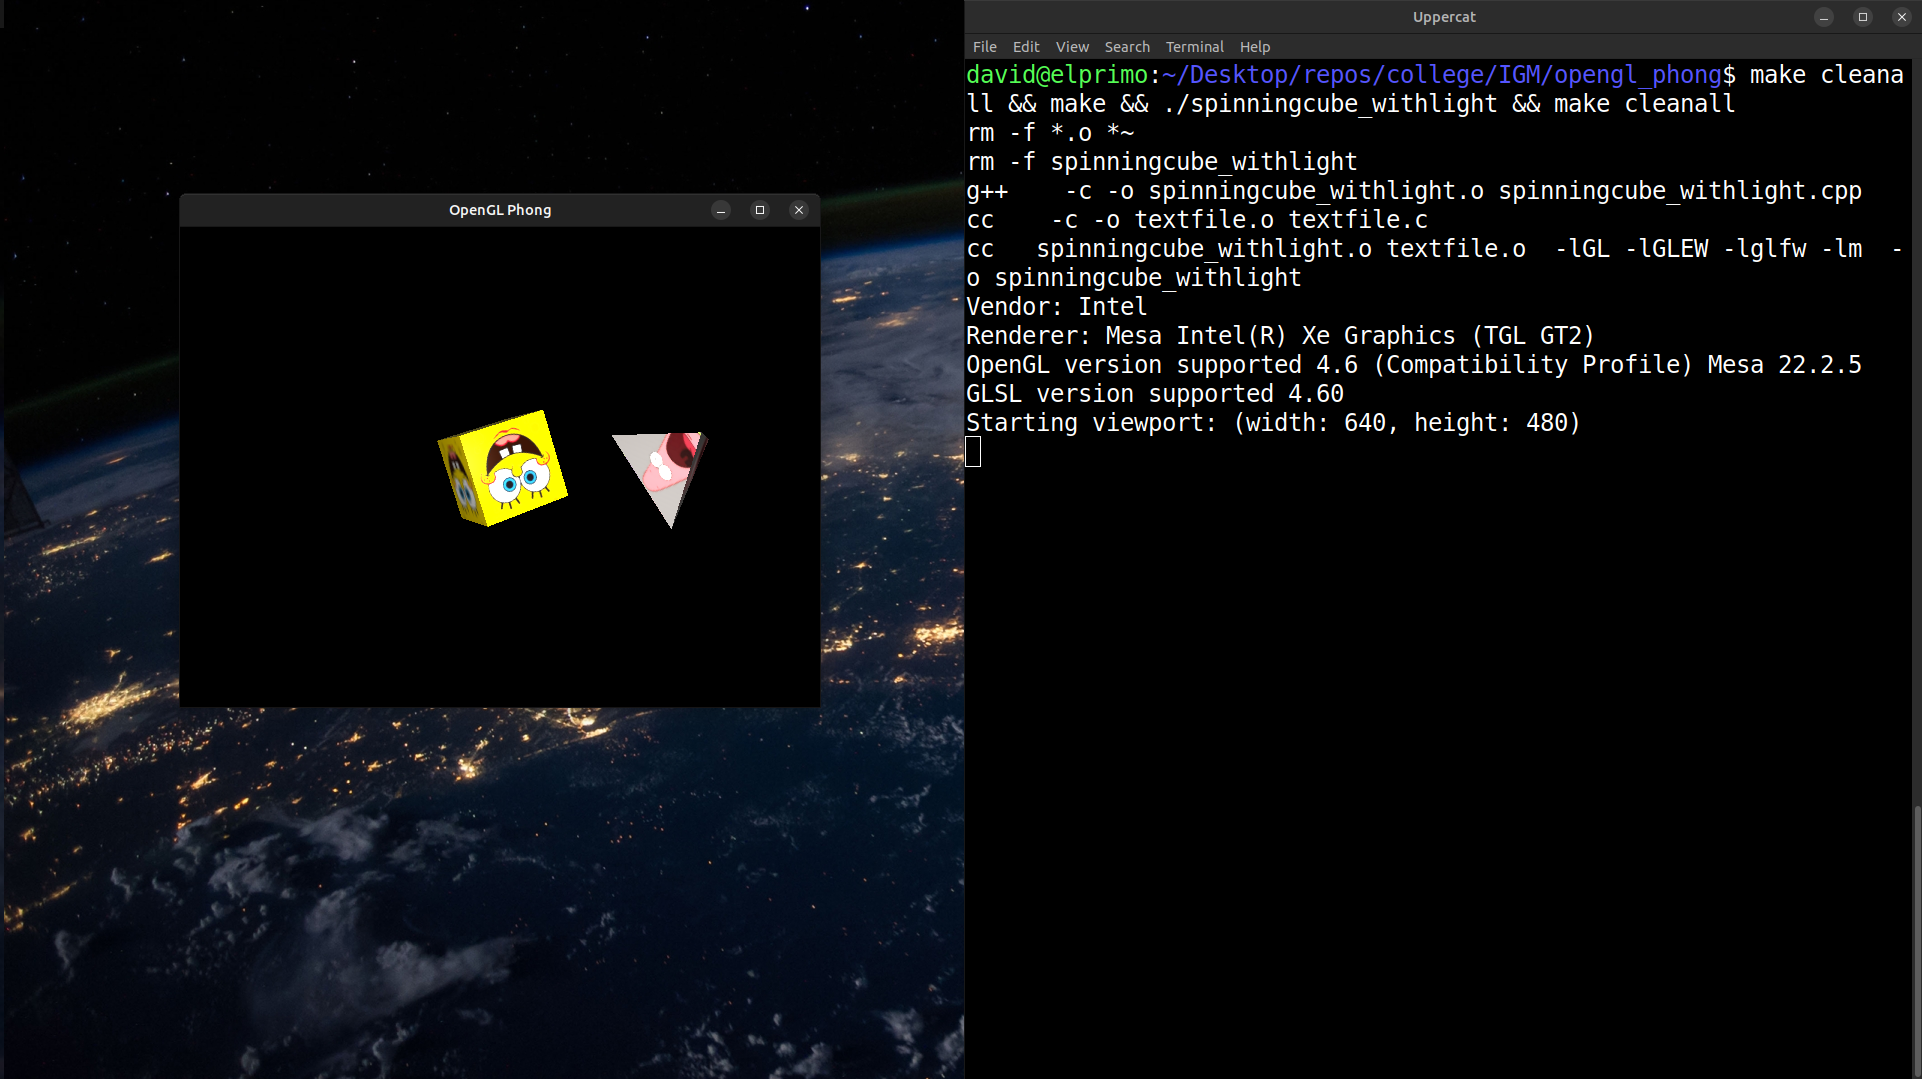 OpenGL Phong
Uppercat
File Edit View Search Terminal Help
david@elprimo:~/Desktop/repos/college/IGM/opengl_phong$ make cleana
ll && make && ./spinningcube_withlight && make cleanall
rm -f *.o *~
rm -f spinningcube_withlight
g++    -c -o spinningcube_withlight.o spinningcube_withlight.cpp
cc    -c -o textfile.o textfile.c
cc   spinningcube_withlight.o textfile.o  -lGL -lGLEW -lglfw -lm  -
o spinningcube_withlight
Vendor: Intel
Renderer: Mesa Intel(R) Xe Graphics (TGL GT2)
OpenGL version supported 4.6 (Compatibility Profile) Mesa 22.2.5
GLSL version supported 4.60
Starting viewport: (width: 640, height: 480)